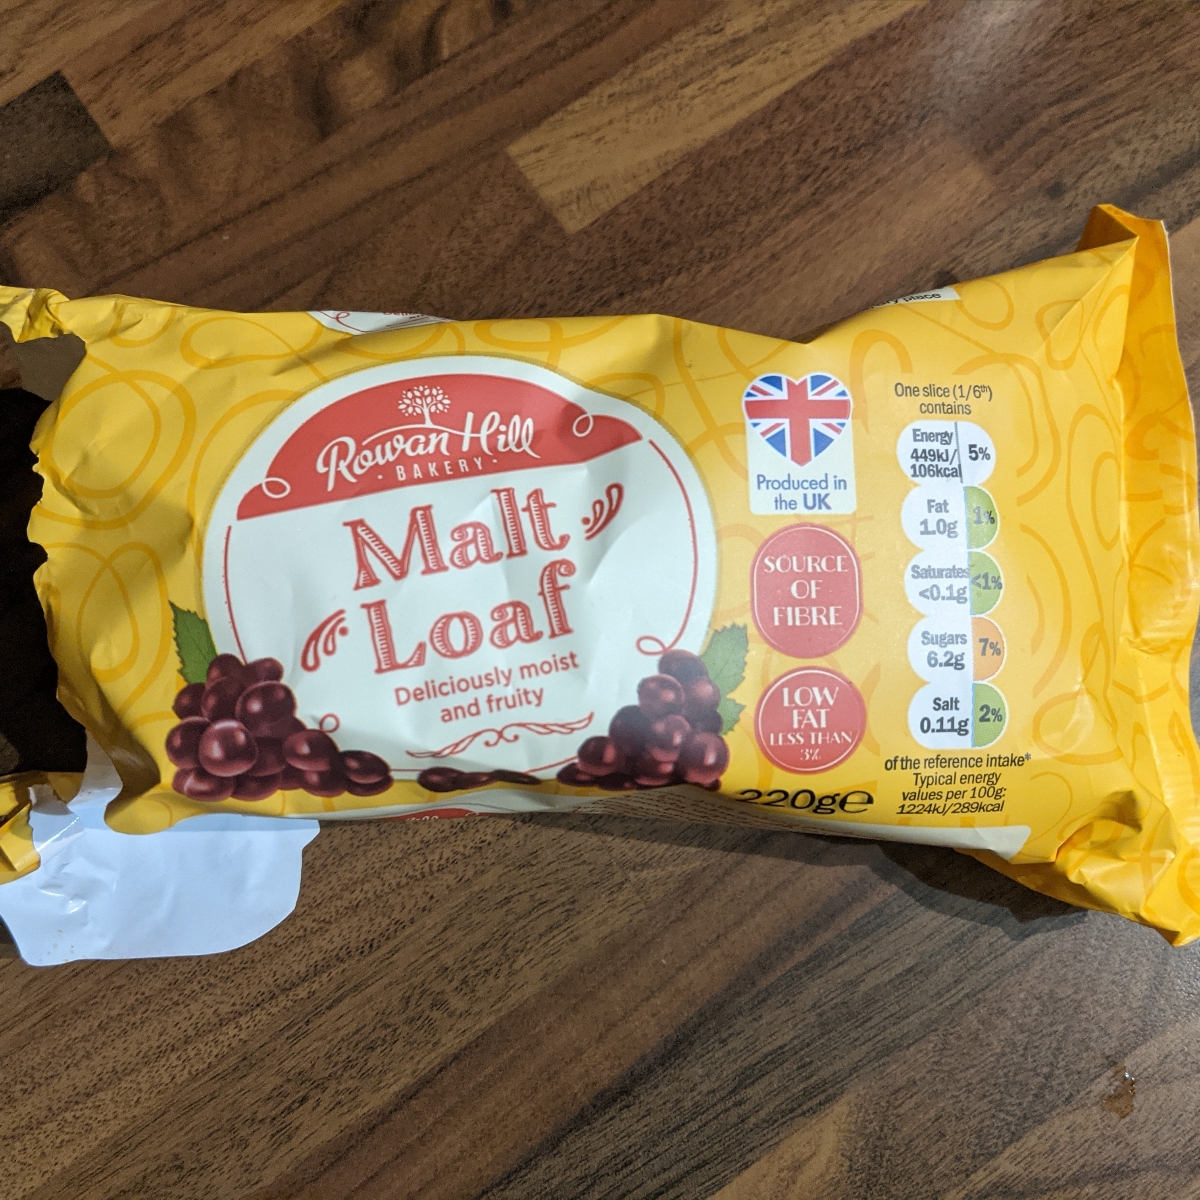 ry place
Rowan Hill
· BAKERY ·
Malt
Loaf
Deliciously moist
and fruity
Produced in
the UK
SOURCE
OF
FIBRE
LOW
FAT
LESS THAN
3%
220g℮
One slice (1/6th)
contains
Energy
449kJ/
106kcal
5%
Fat
1.0g
1%
Saturates
<0.1g
<1%
Sugars
6.2g
7%
Salt
0.11g
2%
of the reference intake*
Typical energy
values per 100g:
1224kJ/289kcal